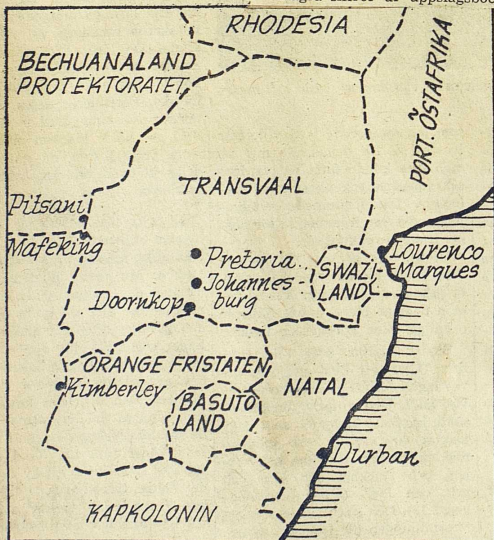 RHODESIA
BECHUANALAND
PROTEKTORATET
PORT. ÖSTAFRIKA
TRANSVAAL
Pitsani
Mafeking
Pretoria
Johannes-
burg
Doornkop
SWAZI-
LAND
Lourenco
Marques
ORANGE FRISTATEN
Kimberley
BASUTO
LAND
NATAL
Durban
KAPKOLONIN